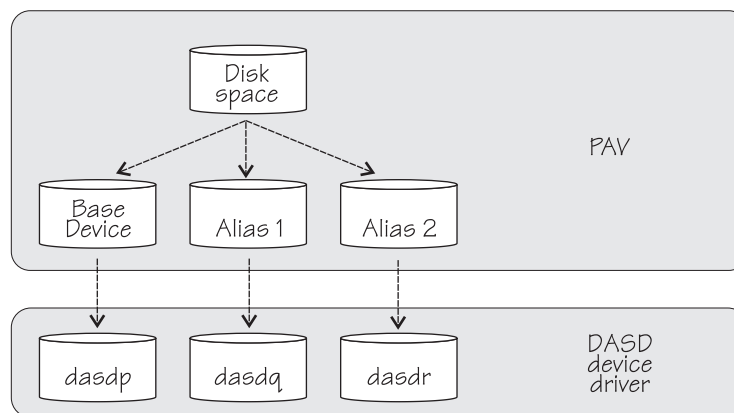 Disk
space
PAV
Base
Device
Alias 1
Alias 2
dasdp
dasdq
dasdr
DASD
device
driver